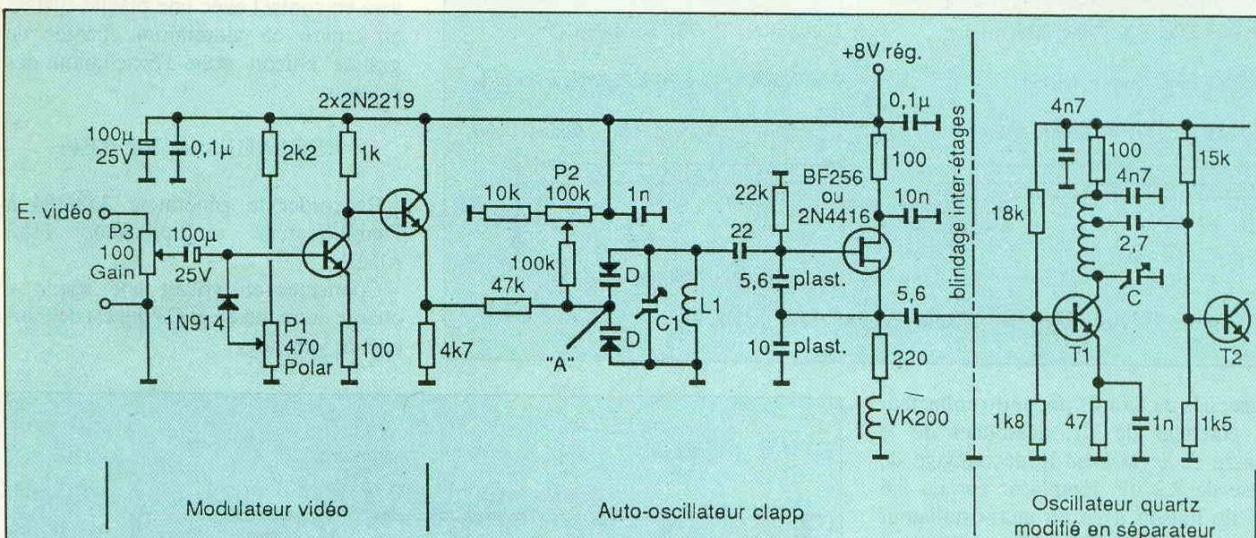 +8V rég.
2x2N2219
100µ
25V
0,1µ
2k2
1k
E. vidéo
P3
100
Gain
100µ
25V
1N914
P1
470
Polar
100
4k7
47k
10k
P2
100k
1n
100k
"A"
D
D
C1
L1
22
22k
5,6
plast.
10
plast.
100
0,1µ
BF256
ou
2N4416
10n
5,6
220
VK200
blindage inter-étages
4n7
100
4n7
2,7
C
18k
15k
T1
T2
1k8
47
1n
1k5
Modulateur vidéo
Auto-oscillateur clapp
Oscillateur quartz
modifié en séparateur